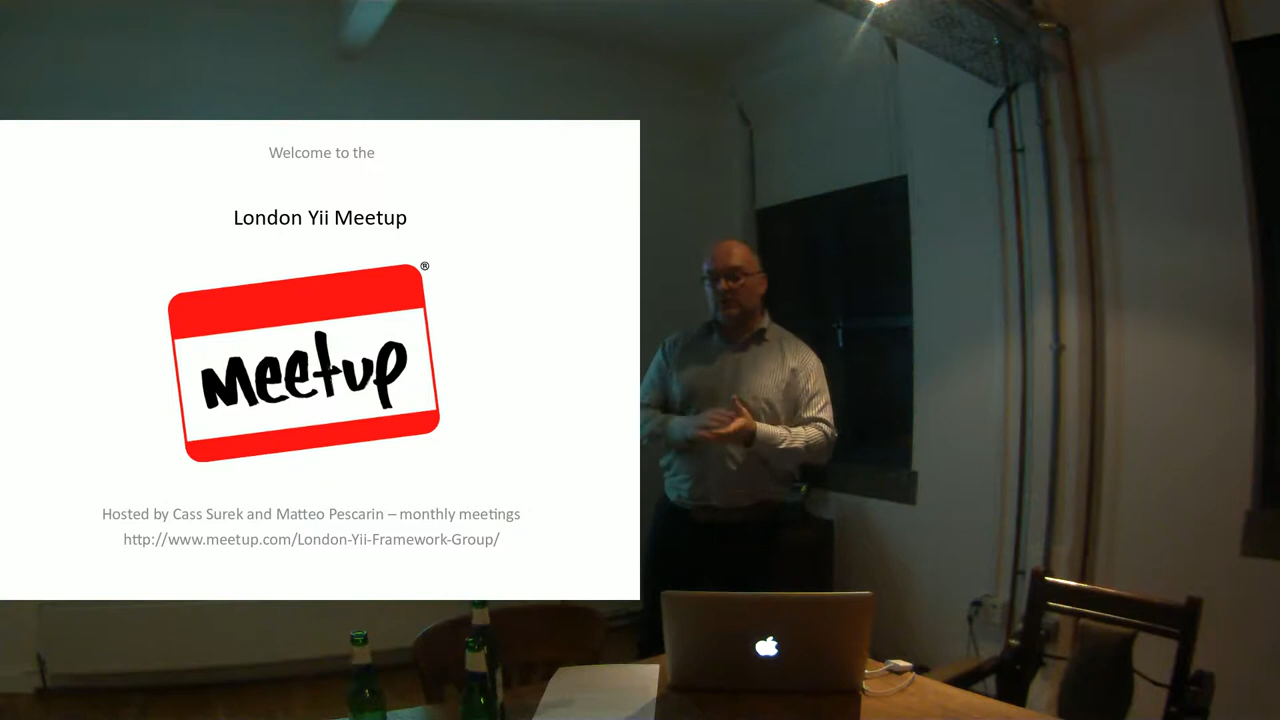 Welcome to the
London Yii Meetup
®
meetup
Hosted by Cass Surek and Matteo Pescarin – monthly meetings
http://www.meetup.com/London-Yii-Framework-Group/